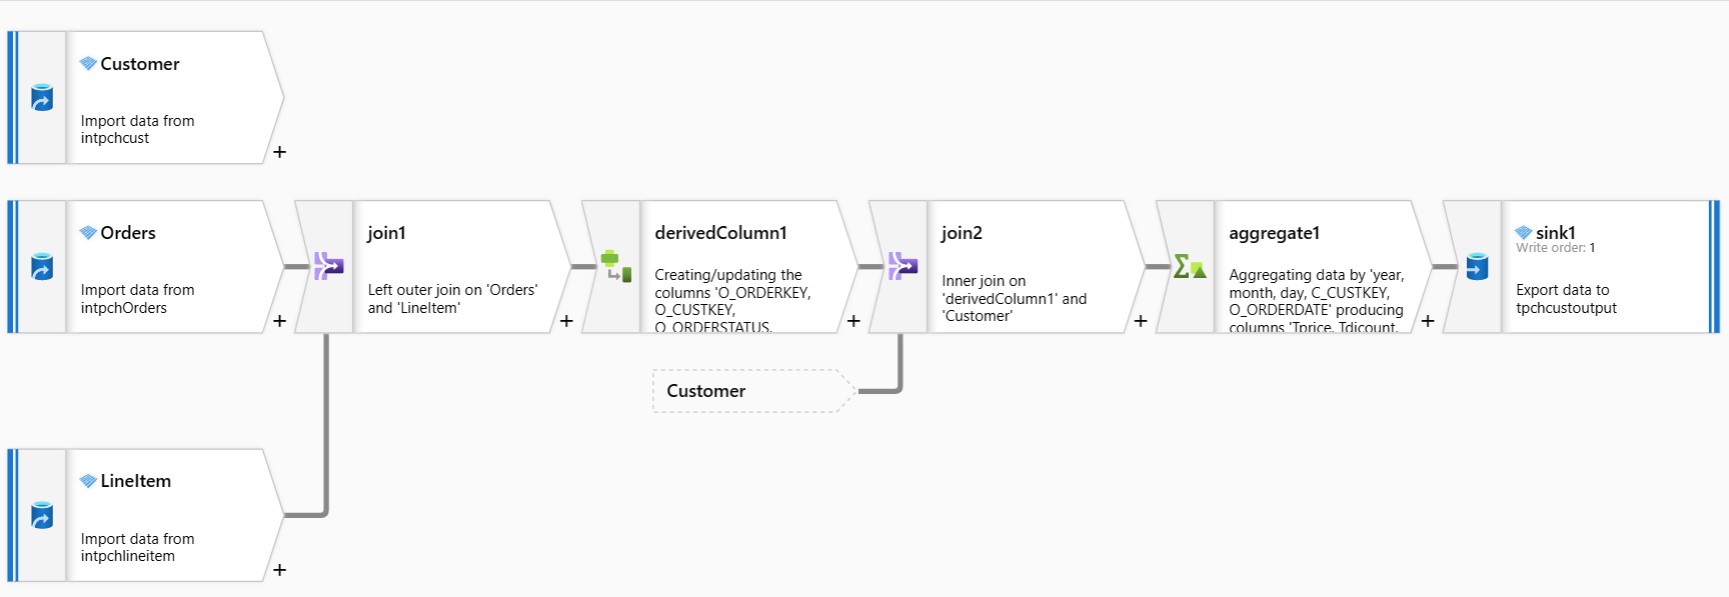 Customer
Import data from
intpchcust
+
Orders
Import data from
intpchOrders
+
join1
Left outer join on 'Orders'
and 'LineItem'
+
derivedColumn1
Creating/updating the
columns 'O_ORDERKEY,
O_CUSTKEY,
O_ORDERSTATUS,
+
join2
Inner join on
'derivedColumn1' and
'Customer'
+
aggregate1
Aggregating data by 'year,
month, day, C_CUSTKEY,
O_ORDERDATE' producing
columns 'Tprice, Tdicount,
+
sink1
Write order: 1
Export data to
tpchcustoutput
Customer
LineItem
Import data from
intpchlineitem
+